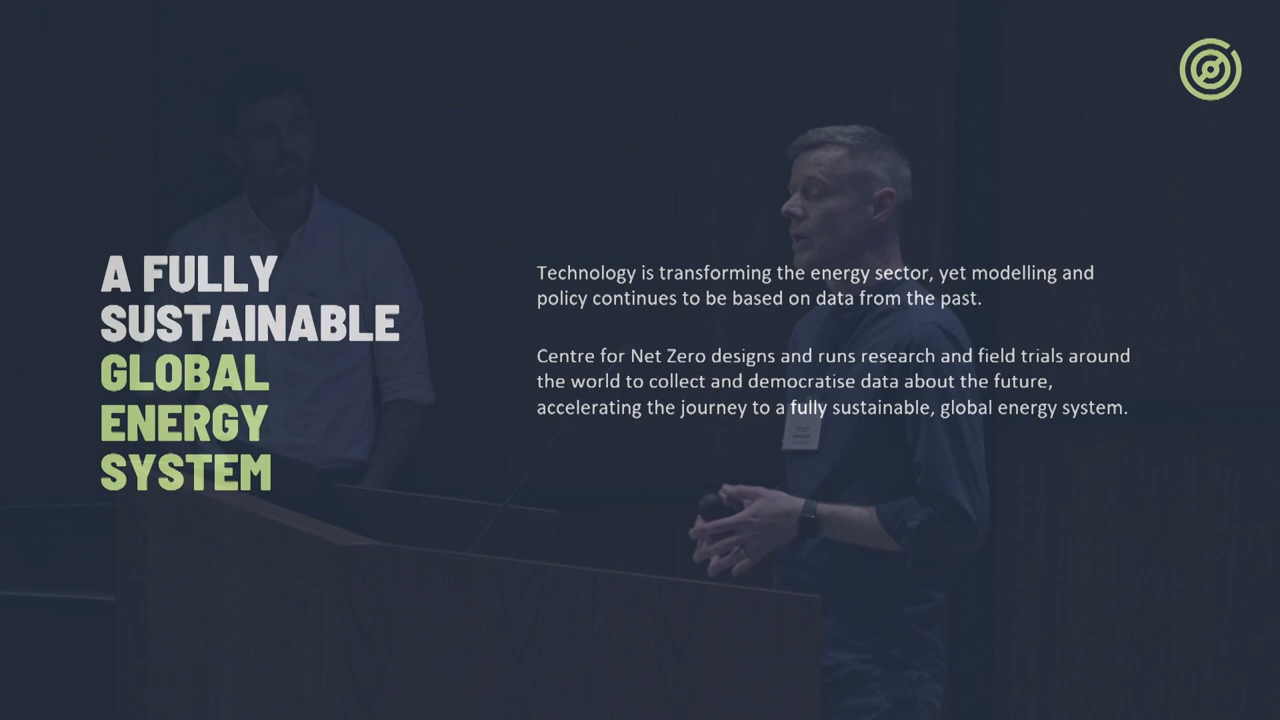 A FULLY
SUSTAINABLE
GLOBAL
ENERGY
SYSTEM
Technology is transforming the energy sector, yet modelling and
policy continues to be based on data from the past.
Centre for Net Zero designs and runs research and field trials around
the world to collect and democratise data about the future,
accelerating the journey to a fully sustainable, global energy system.